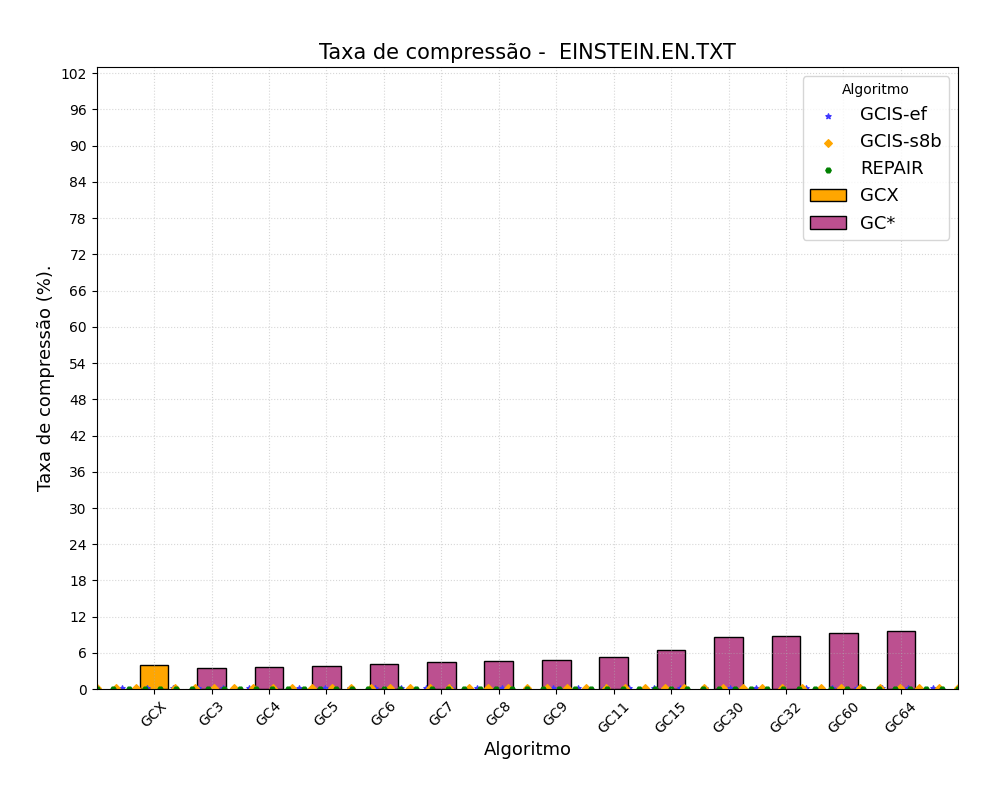 Taxa de compressão -  EINSTEIN.EN.TXT
Taxa de compressão (%).
102
96
90
84
78
72
66
60
54
48
42
36
30
24
18
12
6
0
Algoritmo
GCIS-ef
GCIS-s8b
REPAIR
GCX
GC*
GCX
GC3
GC4
GC5
GC6
GC7
GC8
GC9
GC11
GC15
GC30
GC32
GC60
GC64
Algoritmo